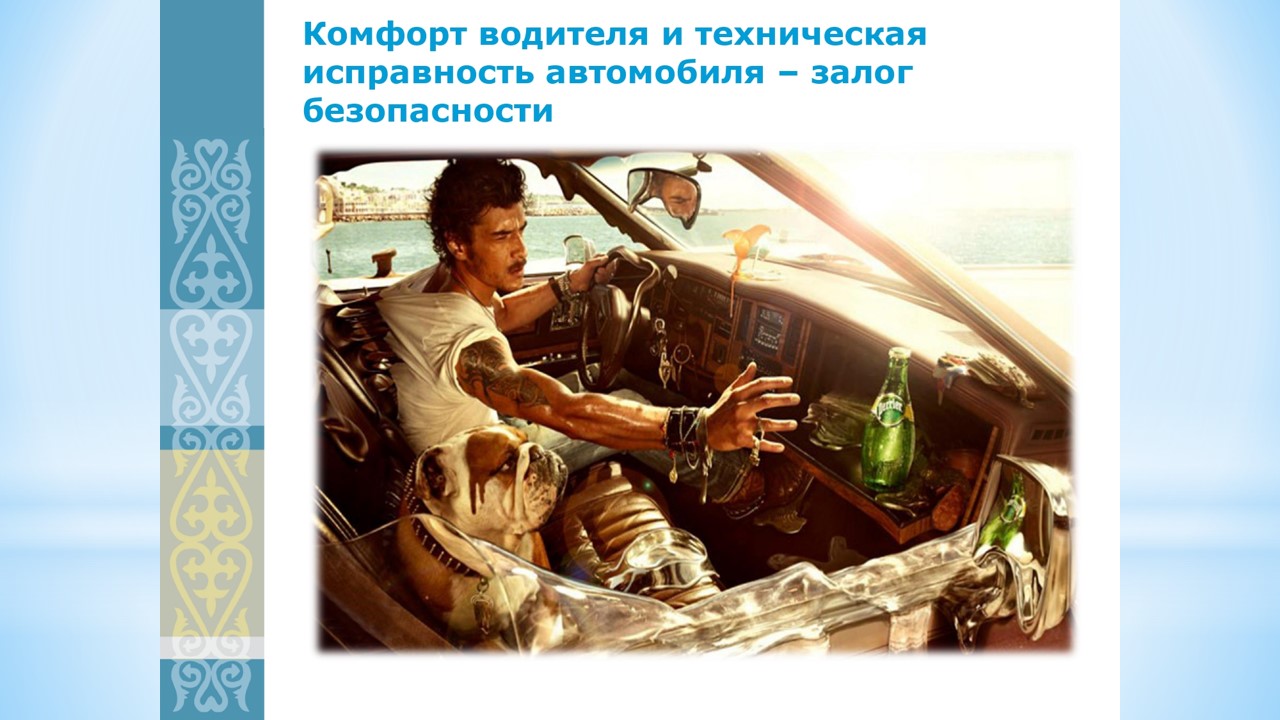 Комфорт водителя и техническая
исправность автомобиля – залог
безопасности
Perrier